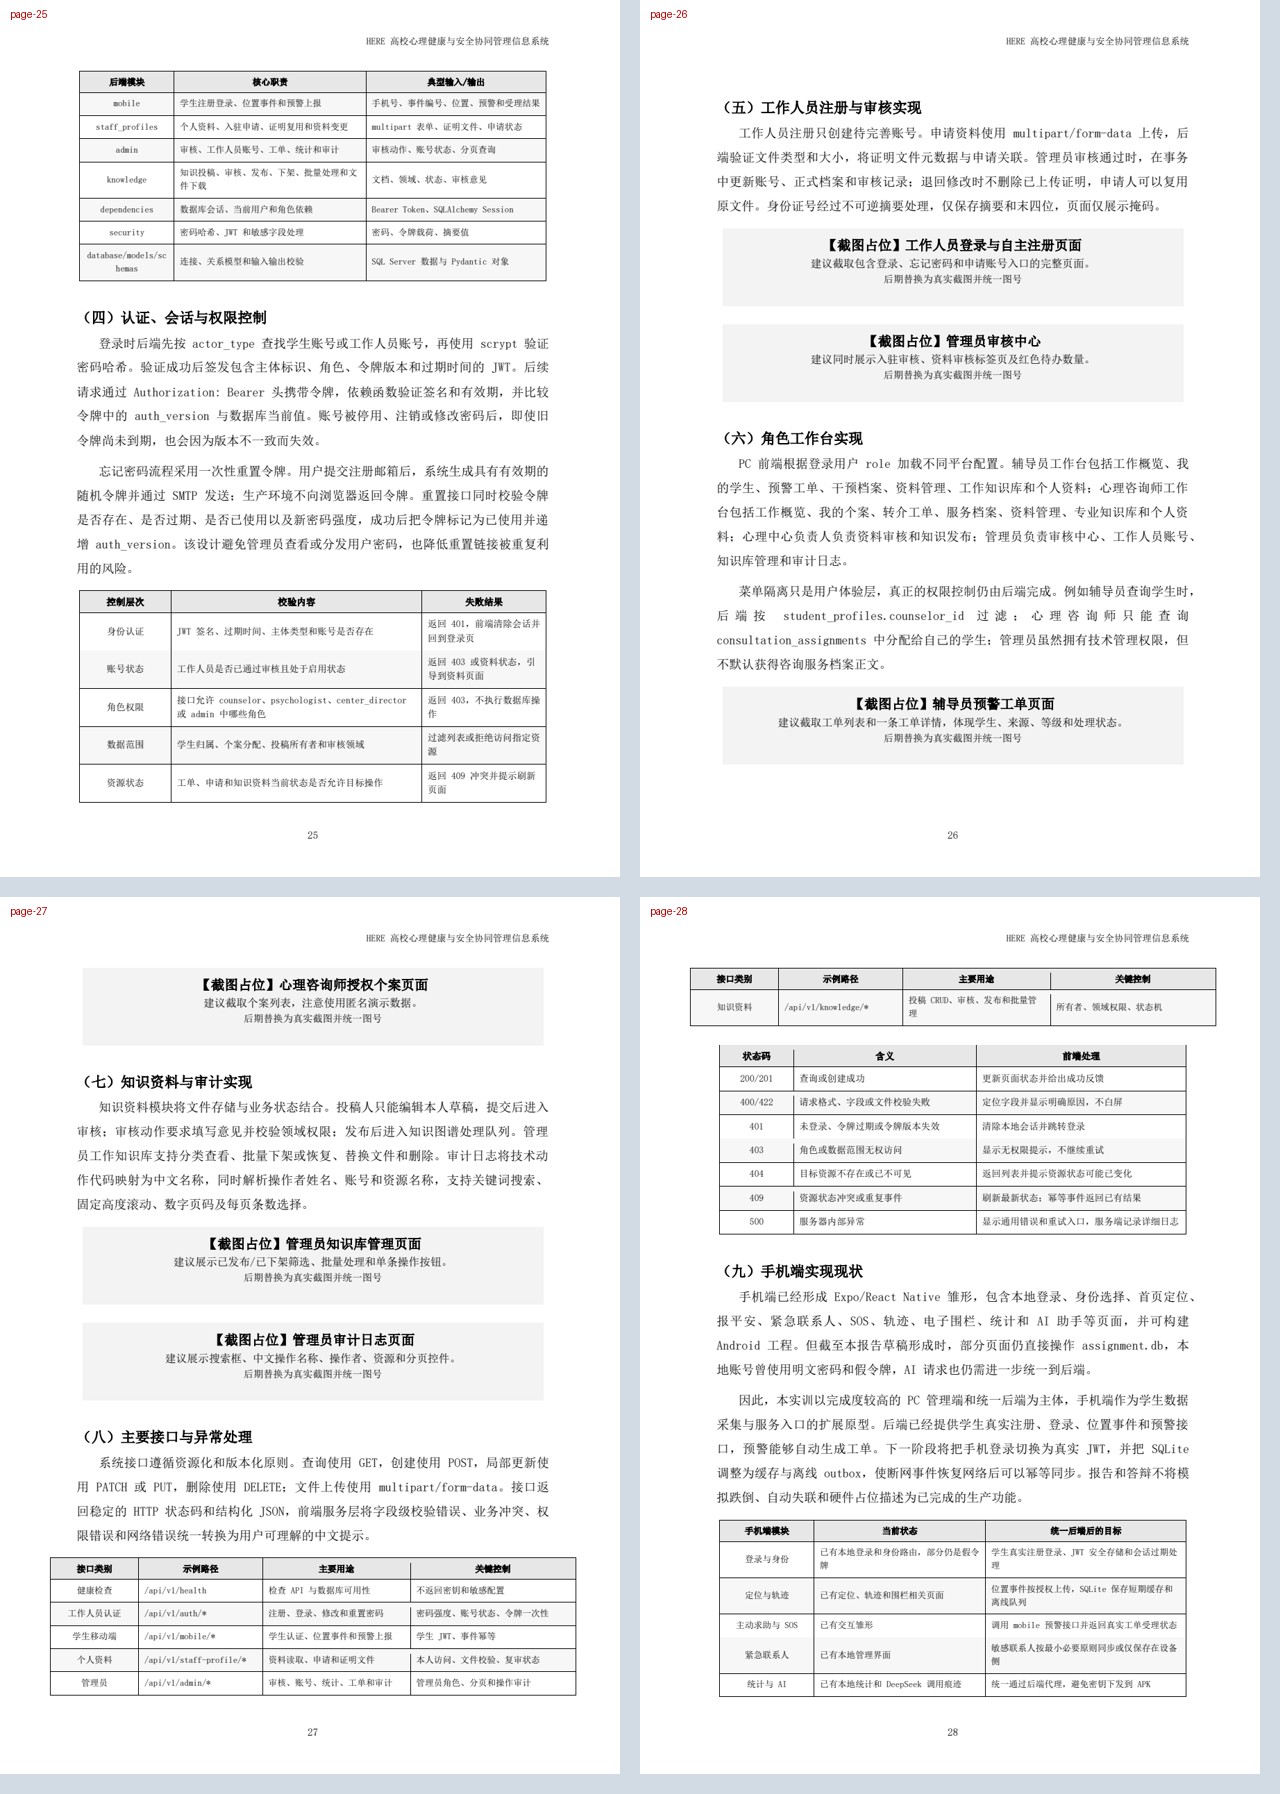 page-25
HERE 高校心理健康与安全协同管理信息系统
后端模块 核心职责 典型输入/输出
mobile 学生注册登录、位置事件和预警上报 手机号、事件编号、位置、预警和受理结果
staff_profiles 个人资料、入驻申请、证明复用和资料变更 multipart 表单、证明文件、申请状态
admin 审核、工作人员账号、工单、统计和审计 审核动作、账号状态、分页查询
knowledge 知识投稿、审核、发布、下架、批量处理和文件下载 文档、领域、状态、审核意见
dependencies 数据库会话、当前用户和角色依赖 Bearer Token、SQLAlchemy Session
security 密码哈希、JWT 和敏感字段处理 密码、令牌载荷、摘要值
database/models/schemas 连接、关系模型和输入输出校验 SQL Server 数据与 Pydantic 对象
（四）认证、会话与权限控制
登录时后端先按 actor_type 查找学生账号或工作人员账号，再使用 scrypt 验证
密码哈希。验证成功后签发包含主体标识、角色、令牌版本和过期时间的 JWT。后续
请求通过 Authorization: Bearer 头携带令牌，依赖函数验证签名和有效期，并比较
令牌中的 auth_version 与数据库当前值。账号被停用、注销或修改密码后，即使旧
令牌尚未到期，也会因为版本不一致而失效。
忘记密码流程采用一次性重置令牌。用户提交注册邮箱后，系统生成具有有效期的
随机令牌并通过 SMTP 发送；生产环境不向浏览器返回令牌。重置接口同时校验令牌
是否存在、是否过期、是否已使用以及新密码强度，成功后把令牌标记为已使用并递
增 auth_version。该设计避免管理员查看或分发用户密码，也降低重置链接被重复利
用的风险。
控制层次 校验内容 失败结果
身份认证 JWT 签名、过期时间、主体类型和账号是否存在 返回 401，前端清除会话并回到登录页
账号状态 工作人员是否已通过审核且处于启用状态 返回 403 或资料状态，引导到资料页面
角色权限 接口允许 counselor、psychologist、center_director 或 admin 中哪些角色 返回 403，不执行数据库操作
数据范围 学生归属、个案分配、投稿所有者和审核领域 过滤列表或拒绝访问指定资源
资源状态 工单、申请和知识资料当前状态是否允许目标操作 返回 409 冲突并提示刷新页面
25
page-26
HERE 高校心理健康与安全协同管理信息系统
（五）工作人员注册与审核实现
工作人员注册只创建待完善账号。申请资料使用 multipart/form-data 上传，后
端验证文件类型和大小，将证明文件元数据与申请关联。管理员审核通过时，在事务
中更新账号、正式档案和审核记录；退回修改时不删除已上传证明，申请人可以复用
原文件。身份证号经过不可逆摘要处理，仅保存摘要和末四位，页面仅展示掩码。
【截图占位】工作人员登录与自主注册页面
建议截取包含登录、忘记密码和申请账号入口的完整页面。
后期替换为真实截图并统一图号
【截图占位】管理员审核中心
建议同时展示入驻审核、资料审核标签页及红色待办数量。
后期替换为真实截图并统一图号
（六）角色工作台实现
PC 前端根据登录用户 role 加载不同平台配置。辅导员工作台包括工作概览、我
的学生、预警工单、干预档案、资料管理、工作知识库和个人资料；心理咨询师工作
台包括工作概览、我的个案、转介工单、服务档案、资料管理、专业知识库和个人资
料；心理中心负责人负责资料审核和知识发布；管理员负责审核中心、工作人员账号、
知识库管理和审计日志。
菜单隔离只是用户体验层，真正的权限控制仍由后端完成。例如辅导员查询学生时，
后端按 student_profiles.counselor_id 过滤；心理咨询师只能查询
consultation_assignments 中分配给自己的学生；管理员虽然拥有技术管理权限，但
不默认获得咨询服务档案正文。
【截图占位】辅导员预警工单页面
建议截取工单列表和一条工单详情，体现学生、来源、等级和处理状态。
后期替换为真实截图并统一图号
26
page-27
HERE 高校心理健康与安全协同管理信息系统
【截图占位】心理咨询师授权个案页面
建议截取个案列表，注意使用匿名演示数据。
后期替换为真实截图并统一图号
（七）知识资料与审计实现
知识资料模块将文件存储与业务状态结合。投稿人只能编辑本人草稿，提交后进入
审核；审核动作要求填写意见并校验领域权限；发布后进入知识图谱处理队列。管理
员工作知识库支持分类查看、批量下架或恢复、替换文件和删除。审计日志将技术动
作代码映射为中文名称，同时解析操作者姓名、账号和资源名称，支持关键词搜索、
固定高度滚动、数字页码及每页条数选择。
【截图占位】管理员知识库管理页面
建议展示已发布/已下架筛选、批量处理和单条操作按钮。
后期替换为真实截图并统一图号
【截图占位】管理员审计日志页面
建议展示搜索框、中文操作名称、操作者、资源和分页控件。
后期替换为真实截图并统一图号
（八）主要接口与异常处理
系统接口遵循资源化和版本化原则。查询使用 GET，创建使用 POST，局部更新使
用 PATCH 或 PUT，删除使用 DELETE；文件上传使用 multipart/form-data。接口返
回稳定的 HTTP 状态码和结构化 JSON，前端服务层将字段级校验错误、业务冲突、权
限错误和网络错误统一转换为用户可理解的中文提示。
接口类别 示例路径 主要用途 关键控制
健康检查 /api/v1/health 检查 API 与数据库可用性 不返回密钥和敏感配置
工作人员认证 /api/v1/auth/* 注册、登录、修改和重置密码 密码强度、账号状态、令牌一次性
学生移动端 /api/v1/mobile/* 学生认证、位置事件和预警上报 学生 JWT、事件幂等
个人资料 /api/v1/staff-profile/* 资料读取、申请和证明文件 本人访问、文件校验、复审状态
管理员 /api/v1/admin/* 审核、账号、统计、工单和审计 管理员角色、分页和操作审计
27
page-28
HERE 高校心理健康与安全协同管理信息系统
接口类别 示例路径 主要用途 关键控制
知识资料 /api/v1/knowledge/* 投稿 CRUD、审核、发布和批量管理 所有者、领域权限、状态机
状态码 含义 前端处理
200/201 查询或创建成功 更新页面状态并给出成功反馈
400/422 请求格式、字段或文件校验失败 定位字段并显示明确原因，不白屏
401 未登录、令牌过期或令牌版本失效 清除本地会话并跳转登录
403 角色或数据范围无权访问 显示无权限提示，不继续重试
404 目标资源不存在或已不可见 返回列表并提示资源状态可能已变化
409 资源状态冲突或重复事件 刷新最新状态；幂等事件返回已有结果
500 服务器内部异常 显示通用错误和重试入口，服务端记录详细日志
（九）手机端实现现状
手机端已经形成 Expo/React Native 雏形，包含本地登录、身份选择、首页定位、
报平安、紧急联系人、SOS、轨迹、电子围栏、统计和 AI 助手等页面，并可构建
Android 工程。但截至本报告草稿形成时，部分页面仍直接操作 assignment.db，本
地账号曾使用明文密码和假令牌，AI 请求也仍需进一步统一到后端。
因此，本实训以完成度较高的 PC 管理端和统一后端为主体，手机端作为学生数据
采集与服务入口的扩展原型。后端已经提供学生真实注册、登录、位置事件和预警接
口，预警能够自动生成工单。下一阶段将把手机登录切换为真实 JWT，并把 SQLite
调整为缓存与离线 outbox，使断网事件恢复网络后可以幂等同步。报告和答辩不将模
拟跌倒、自动失联和硬件占位描述为已完成的生产功能。
手机端模块 当前状态 统一后端后的目标
登录与身份 已有本地登录和身份路由，部分仍是假令牌 学生真实注册登录、JWT 安全存储和会话过期处理
定位与轨迹 已有定位、轨迹和围栏相关页面 位置事件按授权上传，SQLite 保存短期缓存和离线队列
主动求助与 SOS 已有交互雏形 调用 mobile 预警接口并返回真实工单受理状态
紧急联系人 已有本地管理界面 敏感联系人按最小必要原则同步或仅保存在设备侧
统计与 AI 已有本地统计和 DeepSeek 调用痕迹 统一通过后端代理，避免密钥下发到 APK
28